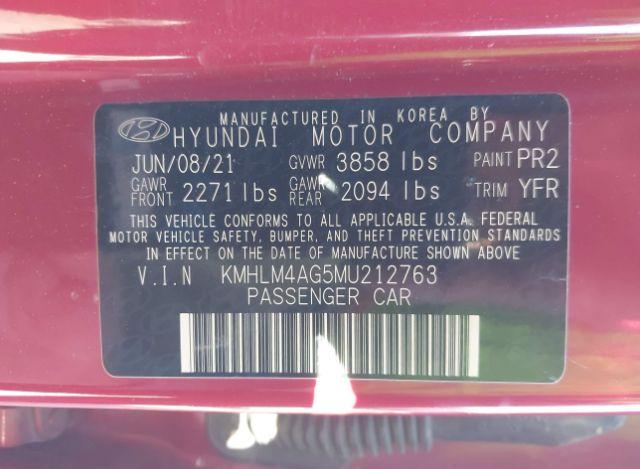 MANUFACTURED IN KOREA BY
HYUNDAI MOTOR COMPANY
JUN/08/21 GVWR 3858 lbs PAINT PR2
GAWR FRONT 2271 lbs GAWR REAR 2094 lbs TRIM YFR
THIS VEHICLE CONFORMS TO ALL APPLICABLE U.S.A. FEDERAL
MOTOR VEHICLE SAFETY, BUMPER, AND THEFT PREVENTION STANDARDS
IN EFFECT ON THE DATE OF MANUFACTURE SHOWN ABOVE
V.I.N KMHLM4AG5MU212763
PASSENGER CAR